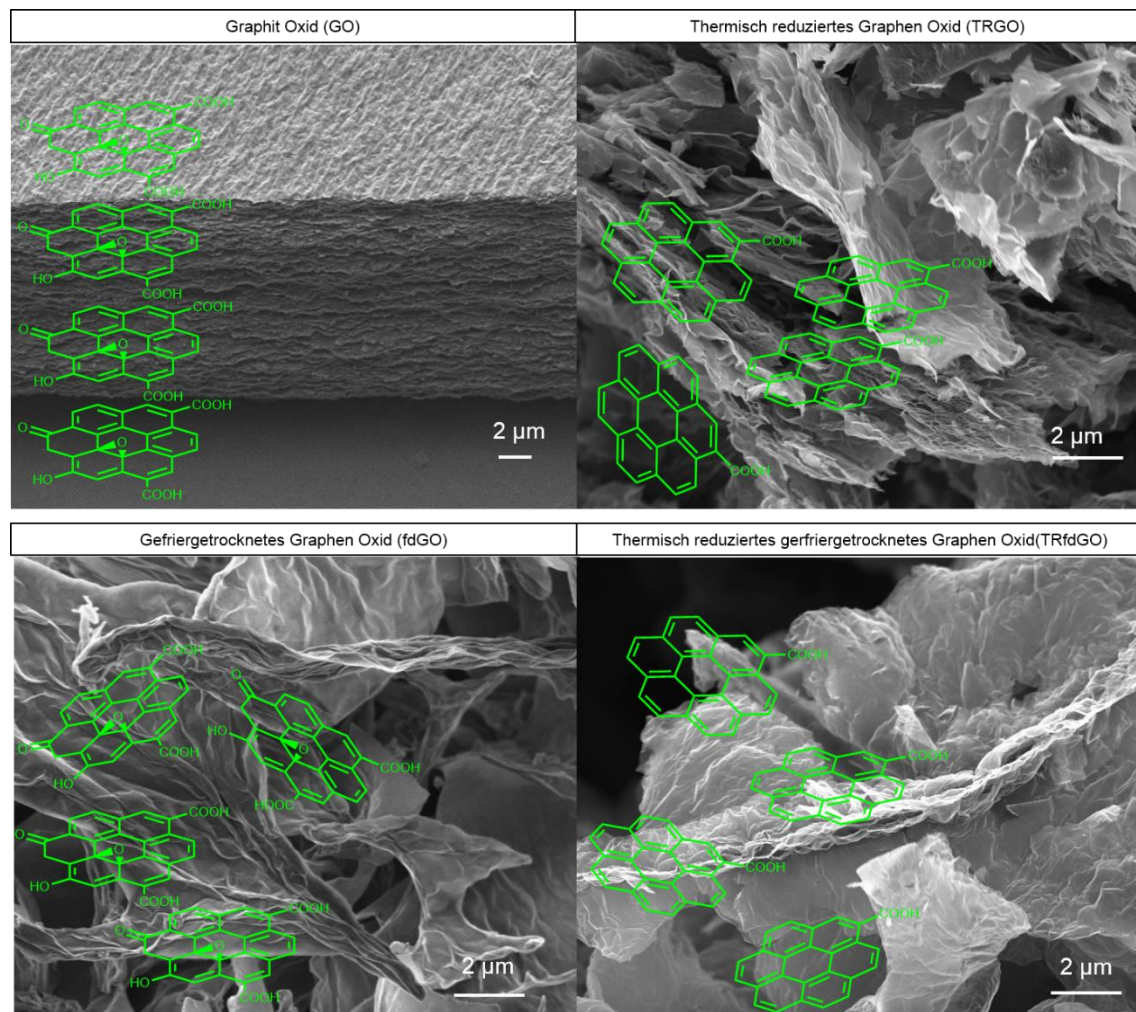 Graphit Oxid (GO)
Thermisch reduziertes Graphen Oxid (TRGO)
COOH
O
O
HO
COOH
COOH
O
O
HO
COOH
COOH
O
O
HO
COOH
COOH
O
O
HO
COOH
2 µm
COOH
COOH
COOH
COOH
2 µm
Gefriergetrocknetes Graphen Oxid (fdGO)
Thermisch reduziertes gerfriergetrocknetes Graphen Oxid(TRfdGO)
COOH
O
O
HO
COOH
O
HO
O
COOH
HOOC
COOH
O
O
HO
COOH
COOH
O
O
HO
COOH
2 µm
COOH
COOH
COOH
COOH
2 µm